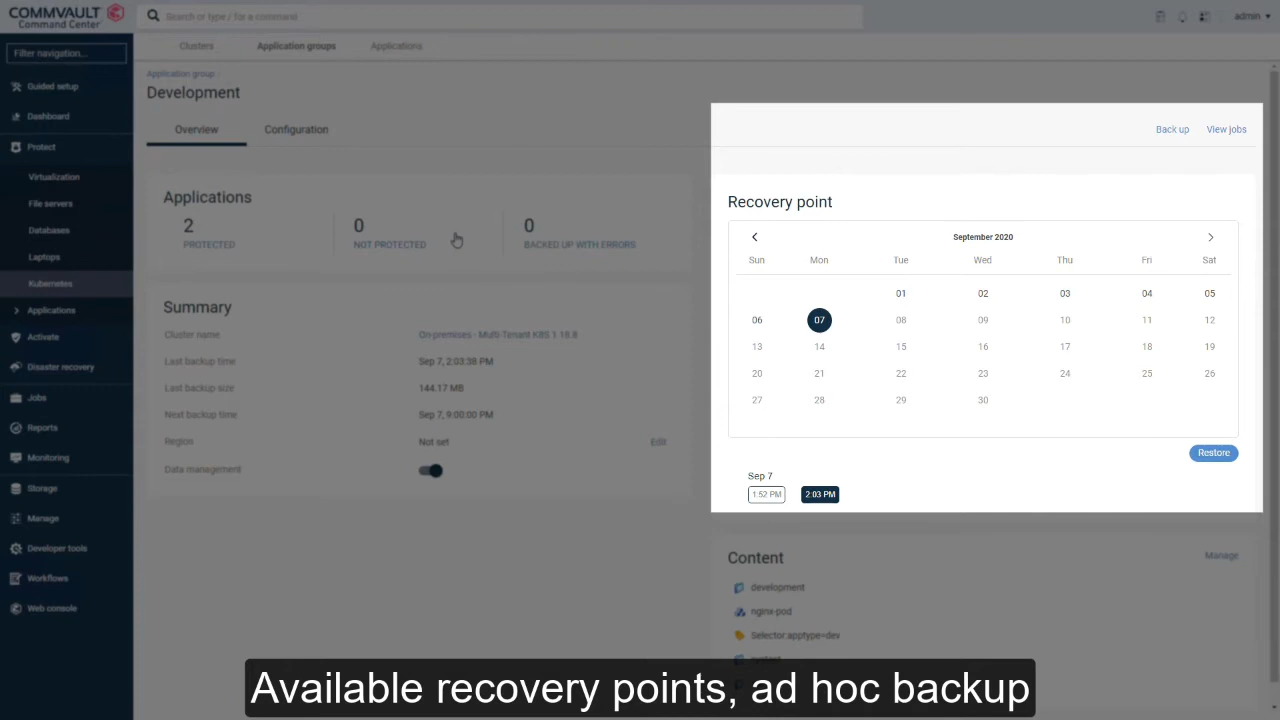 COMMVAULT
Command Center
Search or type / for a command
admin
Filter navigation...
Guided setup
Dashboard
Protect
Virtualization
File servers
Databases
Laptops
Kubernetes
Applications
Activate
Disaster recovery
Jobs
Reports
Monitoring
Storage
Manage
Developer tools
Workflows
Web console
Clusters Application groups Applications
Application group
Development
Overview Configuration
Applications
2 0 0
PROTECTED NOT PROTECTED BACKED UP WITH ERRORS
Summary
Cluster name On-premises - Multi-Tenant K8S 1.18.8
Last backup time Sep 7, 2:03:38 PM
Last backup size 144.17 MB
Next backup time Sep 7, 9:00:00 PM
Region Not set Edit
Data management
Back up View jobs
Recovery point
September 2020
Sun Mon Tue Wed Thu Fri Sat
01 02 03 04 05
06 07 08 09 10 11 12
13 14 15 16 17 18 19
20 21 22 23 24 25 26
27 28 29 30
Restore
Sep 7
1:52 PM 2:03 PM
Content Manage
development
nginx-pod
Selector:apptype=dev
Available recovery points, ad hoc backup